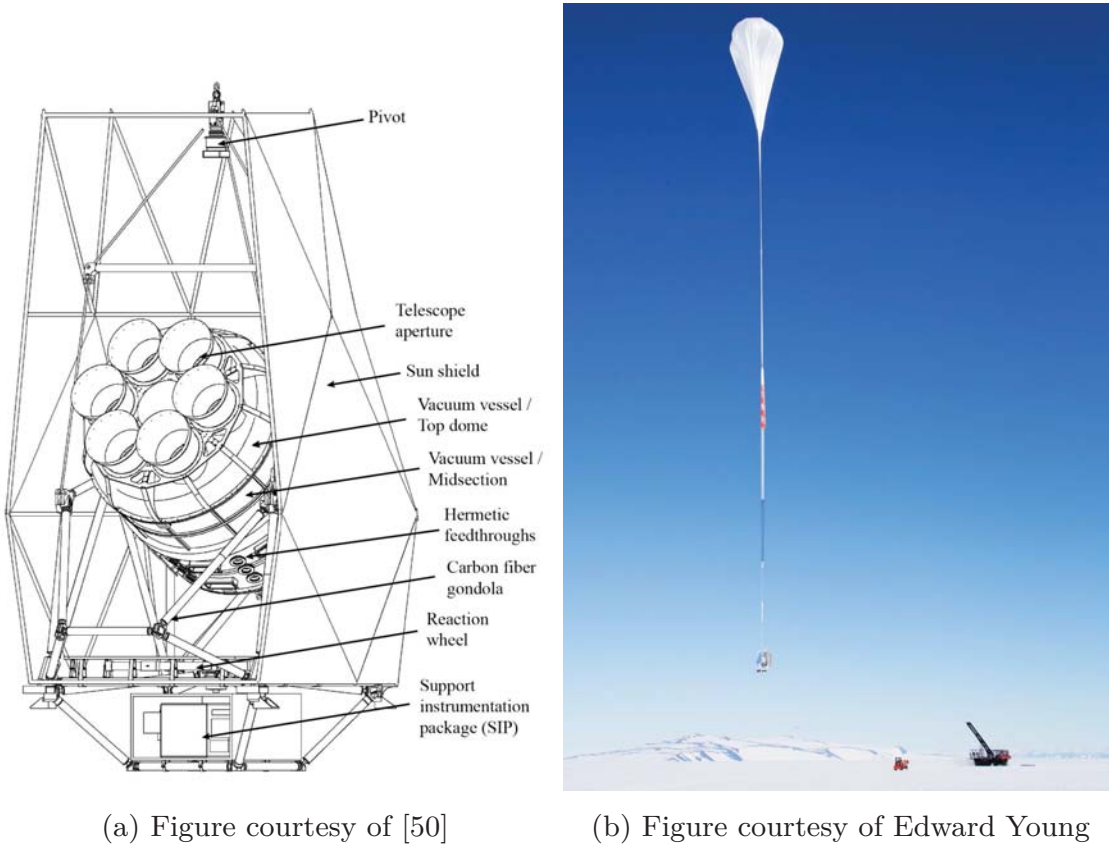 Pivot
Telescope
aperture
Sun shield
Vacuum vessel /
Top dome
Vacuum vessel /
Midsection
Hermetic
feedthroughs
Carbon fiber
gondola
Reaction
wheel
Support
instrumentation
package (SIP)
(a) Figure courtesy of [50]
(b) Figure courtesy of Edward Young